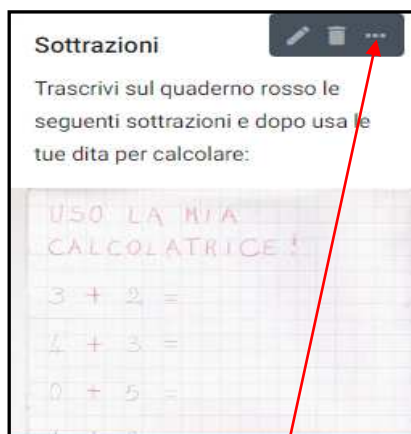 Sottrazioni
Trascrivi sul quaderno rosso le
seguenti sottrazioni e dopo usa le
tue dita per calcolare:
USO LA MIA
CALCOLATRICE!
3 + 2 =
4 + 3 =
0 + 5 =